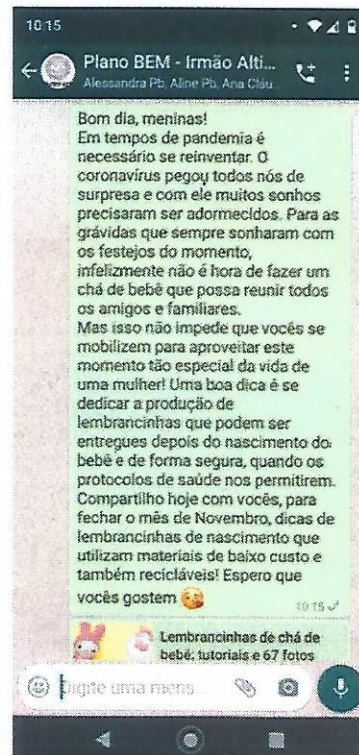 10:15
Plano BEM - Irmão Alti...
Alessandra Pb, Aline Pb, Ana Cláu...
Bom dia, meninas!
Em tempos de pandemia é
necessário se reinventar. O
coronavírus pegou todos nós de
surpresa e com ele muitos sonhos
precisaram ser adormecidos. Para as
grávidas que sempre sonharam com
os festejos do momento,
infelizmente não é hora de fazer um
chá de bebê que possa reunir todos
os amigos e familiares.
Mas isso não impede que vocês se
mobilizem para aproveitar este
momento tão especial da vida de
uma mulher! Uma boa dica é se
dedicar a produção de
lembrancinhas que podem ser
entregues depois do nascimento do
bebê e de forma segura, quando os
protocolos de saúde nos permitirem.
Compartilho hoje com vocês, para
fechar o mês de Novembro, dicas de
lembrancinhas de nascimento que
utilizam materiais de baixo custo e
também recicláveis! Espero que
vocês gostem 😘
10:15
Lembrancinhas de chá de
bebê: tutoriais e 67 fotos
Digite uma mens...